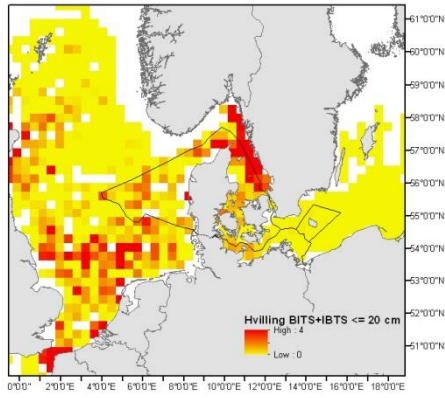 61°0'0"N
60°0'0"N
59°0'0"N
58°0'0"N
57°0'0"N
56°0'0"N
55°0'0"N
54°0'0"N
53°0'0"N
52°0'0"N
51°0'0"N
Hvilling BITS+IBTS <= 20 cm
High : 4
Low : 0
0°0'0" 2°0'0"E 4°0'0"E 6°0'0"E 8°0'0"E 10°0'0"E 12°0'0"E 14°0'0"E 16°0'0"E 18°0'0"E